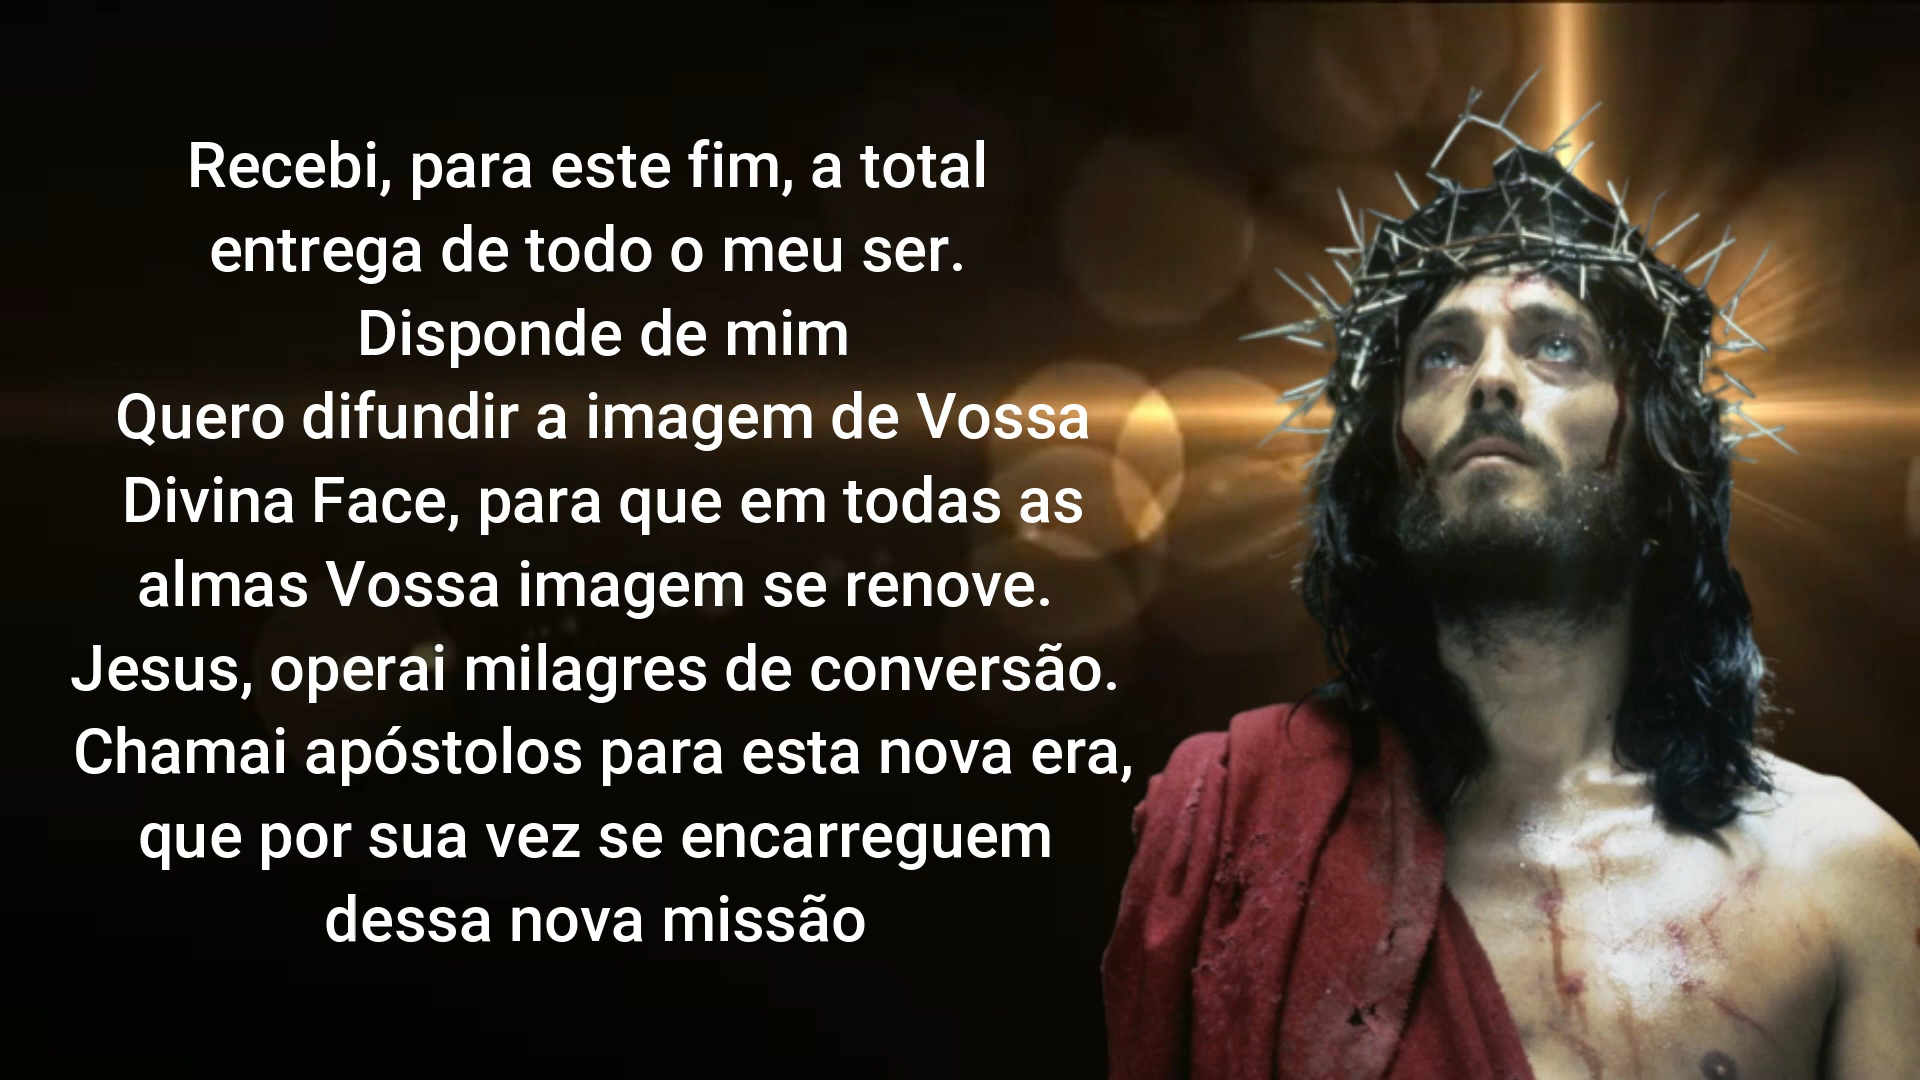 Recebi, para este fim, a total
entrega de todo o meu ser.
Disponde de mim
Quero difundir a imagem de Vossa
Divina Face, para que em todas as
almas Vossa imagem se renove.
Jesus, operai milagres de conversão.
Chamai apóstolos para esta nova era,
que por sua vez se encarreguem
dessa nova missão